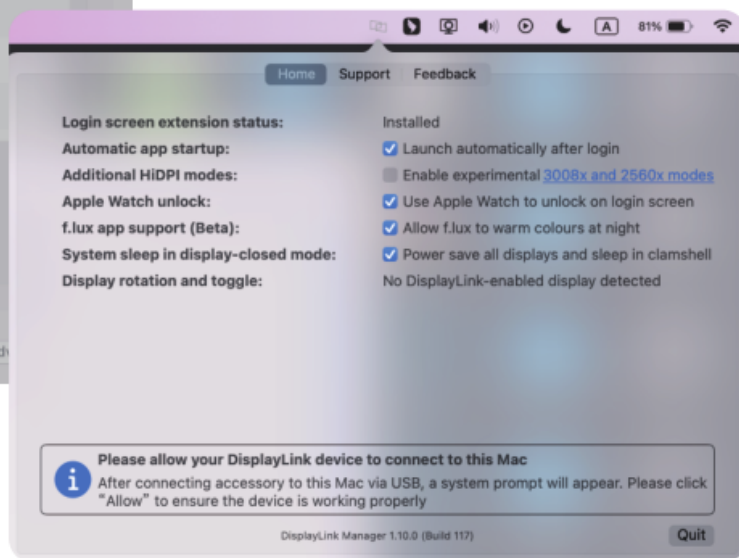 A 81%
Home Support Feedback
Login screen extension status: Installed
Automatic app startup: Launch automatically after login
Additional HiDPI modes: Enable experimental 3008x and 2560x modes
Apple Watch unlock: Use Apple Watch to unlock on login screen
f.lux app support (Beta): Allow f.lux to warm colours at night
System sleep in display-closed mode: Power save all displays and sleep in clamshell
Display rotation and toggle: No DisplayLink-enabled display detected
Please allow your DisplayLink device to connect to this Mac
After connecting accessory to this Mac via USB, a system prompt will appear. Please click
"Allow" to ensure the device is working properly
DisplayLink Manager 1.10.0 (Build 117) Quit